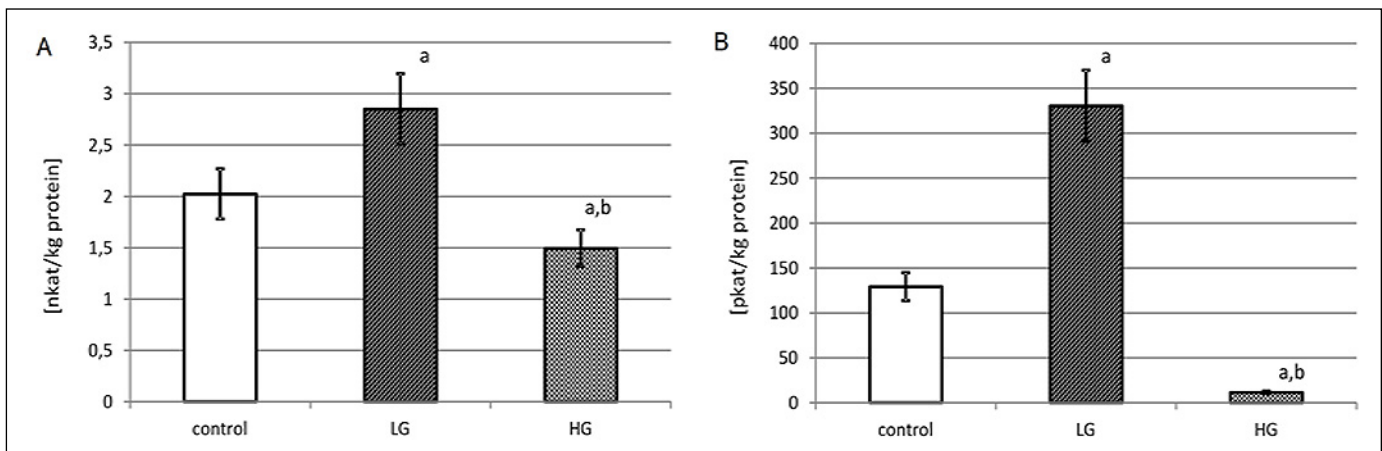 A
[nkat/kg protein]
3,5
3
2,5
2
1,5
1
0,5
0
a
a,b
control LG HG
B
[pkat/kg protein]
400
350
300
250
200
150
100
50
0
a
a,b
control LG HG